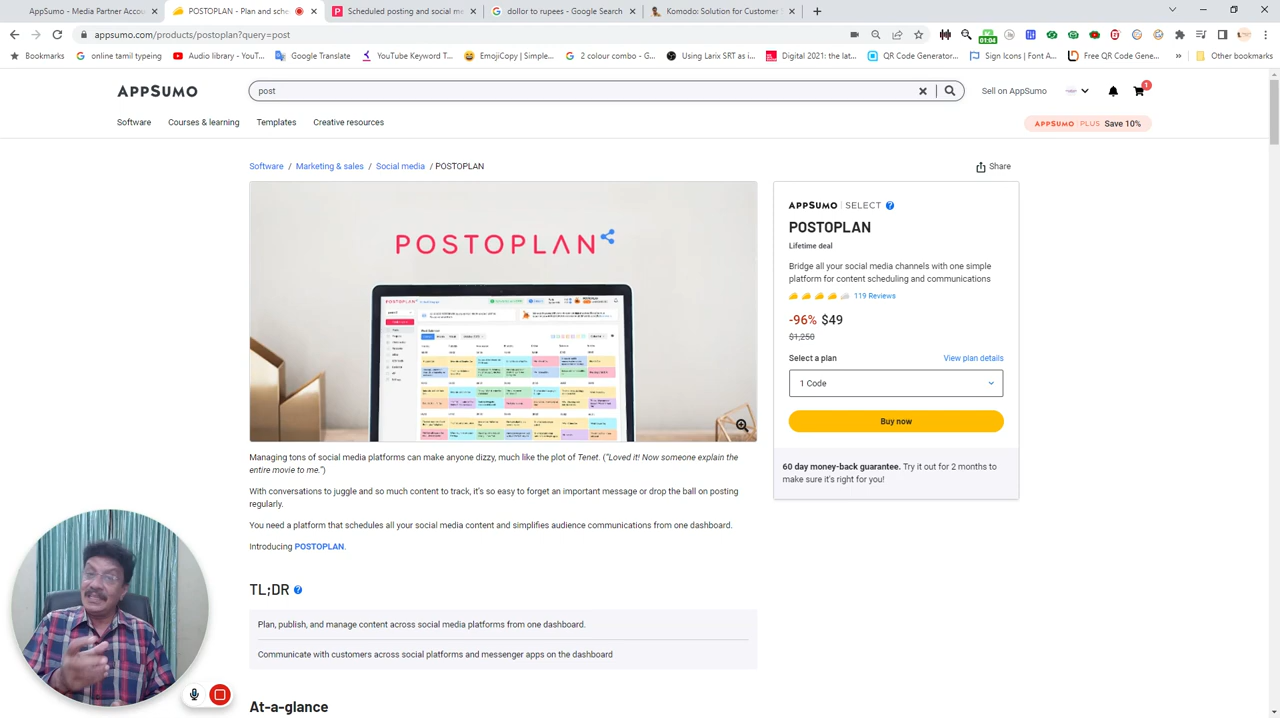 AppSumo - Media Partner Accou
POSTOPLAN - Plan and sche
Scheduled posting and social me
dollor to rupees - Google Search
Komodo: Solution for Customer S
appsumo.com/products/postoplan?query=post
01:04
Bookmarks
online tamil typing
Audio library - YouT...
Google Translate
YouTube Keyword T...
EmojiCopy | Simple...
2 colour combo - G...
Using Larix SRT as i...
Digital 2021: the lat...
QR Code Generator...
Sign Icons | Font A...
Free QR Code Gene...
»
Other bookmarks
APPSUMO
post
Sell on AppSumo
1
Software
Courses & learning
Templates
Creative resources
APPSUMO PLUS Save 10%
Software / Marketing & sales / Social media / POSTOPLAN
Share
POSTOPLAN
APPSUMO | SELECT ?
POSTOPLAN
Lifetime deal
Bridge all your social media channels with one simple
platform for content scheduling and communications
119 Reviews
-96% $49
$1,250
Select a plan
View plan details
1 Code
Buy now
60 day money-back guarantee. Try it out for 2 months to
make sure it's right for you!
POSTOPLAN
Managing tons of social media platforms can make anyone dizzy, much like the plot of Tenet. (“Loved it! Now someone explain the
entire movie to me.”)
With conversations to juggle and so much content to track, it’s so easy to forget an important message or drop the ball on posting
regularly.
You need a platform that schedules all your social media content and simplifies audience communications from one dashboard.
Introducing POSTOPLAN.
TL;DR ?
Plan, publish, and manage content across social media platforms from one dashboard.
Communicate with customers across social platforms and messenger apps on the dashboard
At-a-glance